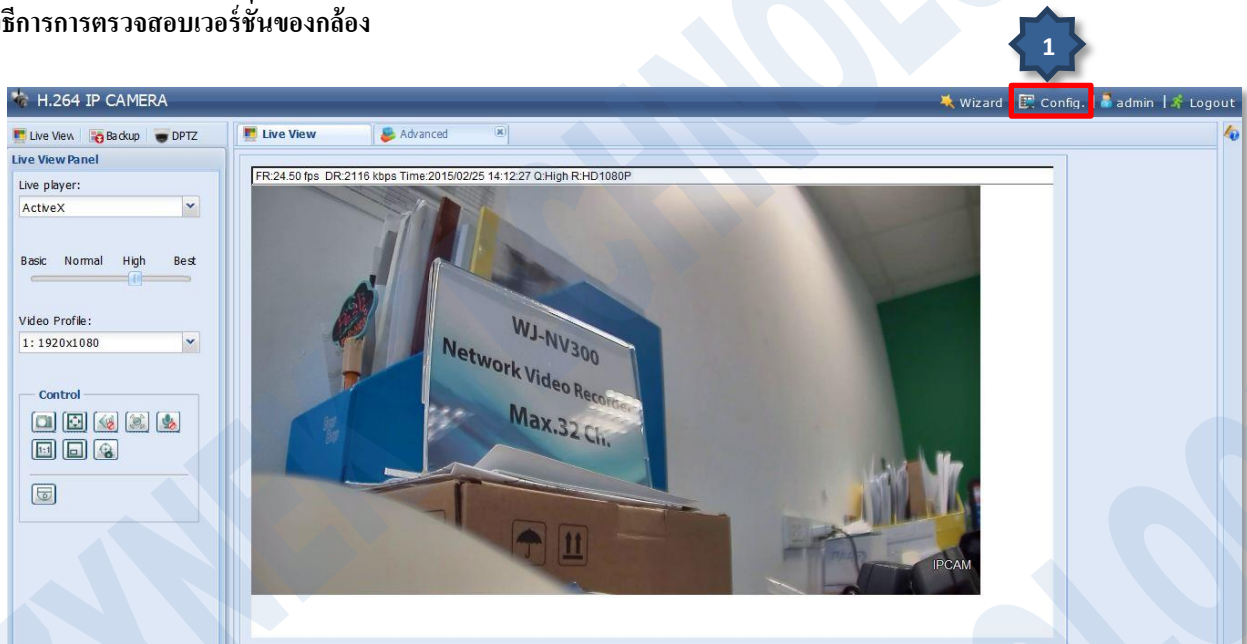 วิธีการการตรวจสอบเวอร์ชั่นของกล้อง
1
H.264 IP CAMERA
Wizard Config. | admin | Logout
Live View Backup DPTZ
Live View Advanced
Live View Panel
Live player:
ActiveX
Basic Normal High Best
Video Profile:
1: 1920x1080
Control
1:1
FR:24.50 fps DR:2116 kbps Time:2015/02/25 14:12:27 Q:High R:HD1080P
WJ-NV300
Network Video Recorder
Max.32 Ch.
IPCAM